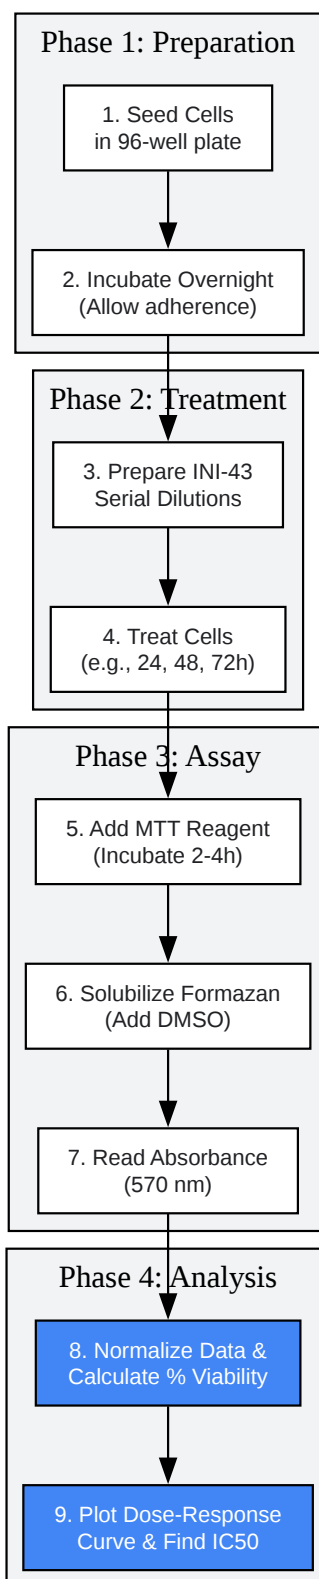 Phase 1: Preparation
1. Seed Cells
in 96-well plate
2. Incubate Overnight
(Allow adherence)
Phase 2: Treatment
3. Prepare INI-43
Serial Dilutions
4. Treat Cells
(e.g., 24, 48, 72h)
Phase 3: Assay
5. Add MTT Reagent
(Incubate 2-4h)
6. Solubilize Formazan
(Add DMSO)
7. Read Absorbance
(570 nm)
Phase 4: Analysis
8. Normalize Data &
Calculate % Viability
9. Plot Dose-Response
Curve & Find IC50